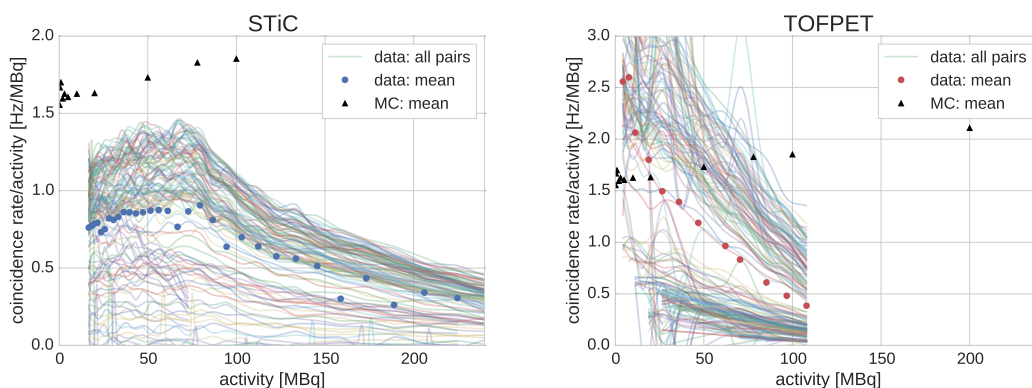 STiC
coincidence rate/activity [Hz/MBq]
2.0
1.5
1.0
0.5
0.0
0
50
100
150
200
activity [MBq]
data: all pairs
data: mean
MC: mean
TOFPET
coincidence rate/activity [Hz/MBq]
3.0
2.5
2.0
1.5
1.0
0.5
0.0
0
50
100
150
200
activity [MBq]
data: all pairs
data: mean
MC: mean